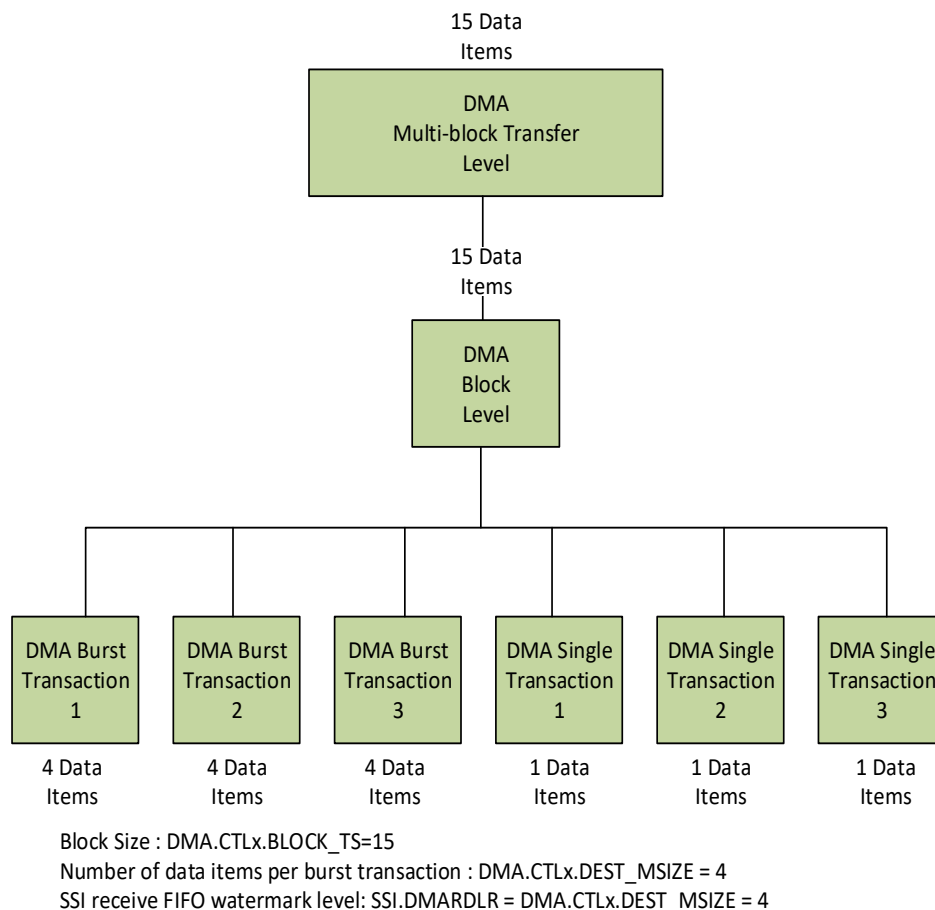 15 Data
Items
DMA
Multi-block Transfer
Level
15 Data
Items
DMA
Block
Level
DMA Burst
Transaction
1
DMA Burst
Transaction
2
DMA Burst
Transaction
3
DMA Single
Transaction
1
DMA Single
Transaction
2
DMA Single
Transaction
3
4 Data
Items
4 Data
Items
4 Data
Items
1 Data
Items
1 Data
Items
1 Data
Items
Block Size : DMA.CTLx.BLOCK_TS=15
Number of data items per burst transaction : DMA.CTLx.DEST_MSIZE = 4
SSI receive FIFO watermark level: SSI.DMARDLR = DMA.CTLx.DEST_MSIZE = 4